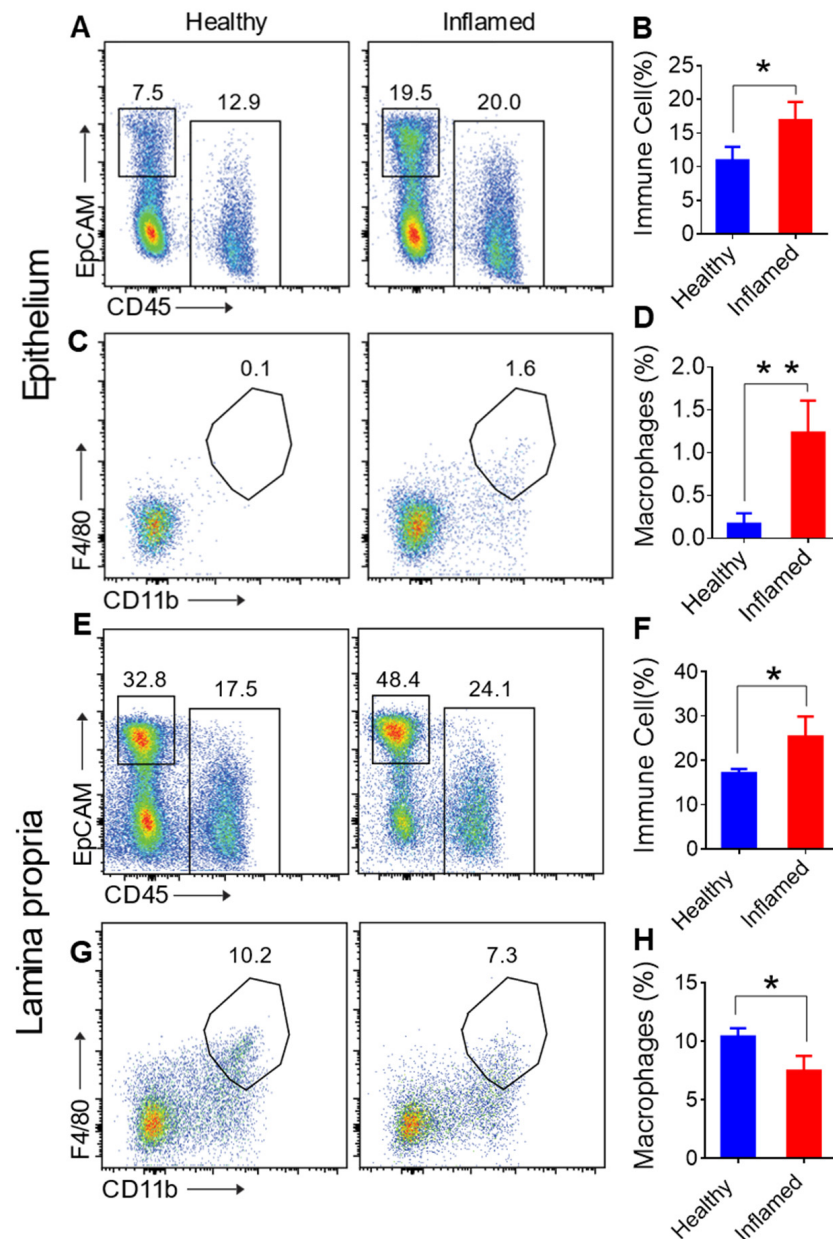 A
Healthy
Inflamed
7.5
12.9
19.5
20.0
EpCAM
CD45
B
Immune Cell(%)
25
20
15
10
5
0
*
Healthy
Inflamed
Epithelium
C
0.1
1.6
F4/80
CD11b
D
Macrophages (%)
2.0
1.5
1.0
0.5
0.0
* *
Healthy
Inflamed
E
32.8
17.5
48.4
24.1
EpCAM
CD45
F
Immune Cell(%)
40
30
20
10
0
*
Healthy
Inflamed
Lamina propria
G
10.2
7.3
F4/80
CD11b
H
Macrophages (%)
15
10
5
0
*
Healthy
Inflamed